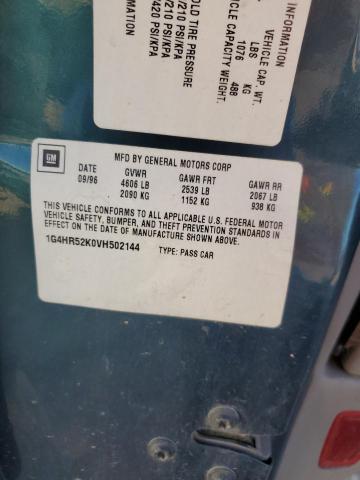 INFORMATION
VEHICLE CAP. WT.
LBS KG
1076 488
VEHICLE CAPACITY WEIGHT.
OLD TIRE PRESSURE
/210 PSI/KPA
/210 PSI/KPA
/420 PSI/KPA
GM
MFD BY GENERAL MOTORS CORP
DATE GVWR GAWR FRT GAWR RR
09/96 4606 LB 2539 LB 2067 LB
2090 KG 1152 KG 938 KG
THIS VEHICLE CONFORMS TO ALL APPLICABLE U.S. FEDERAL MOTOR
VEHICLE SAFETY, BUMPER, AND THEFT PREVENTION STANDARDS IN
EFFECT ON THE DATE OF MANUFACTURE SHOWN ABOVE.
1G4HR52K0VH502144 TYPE: PASS CAR